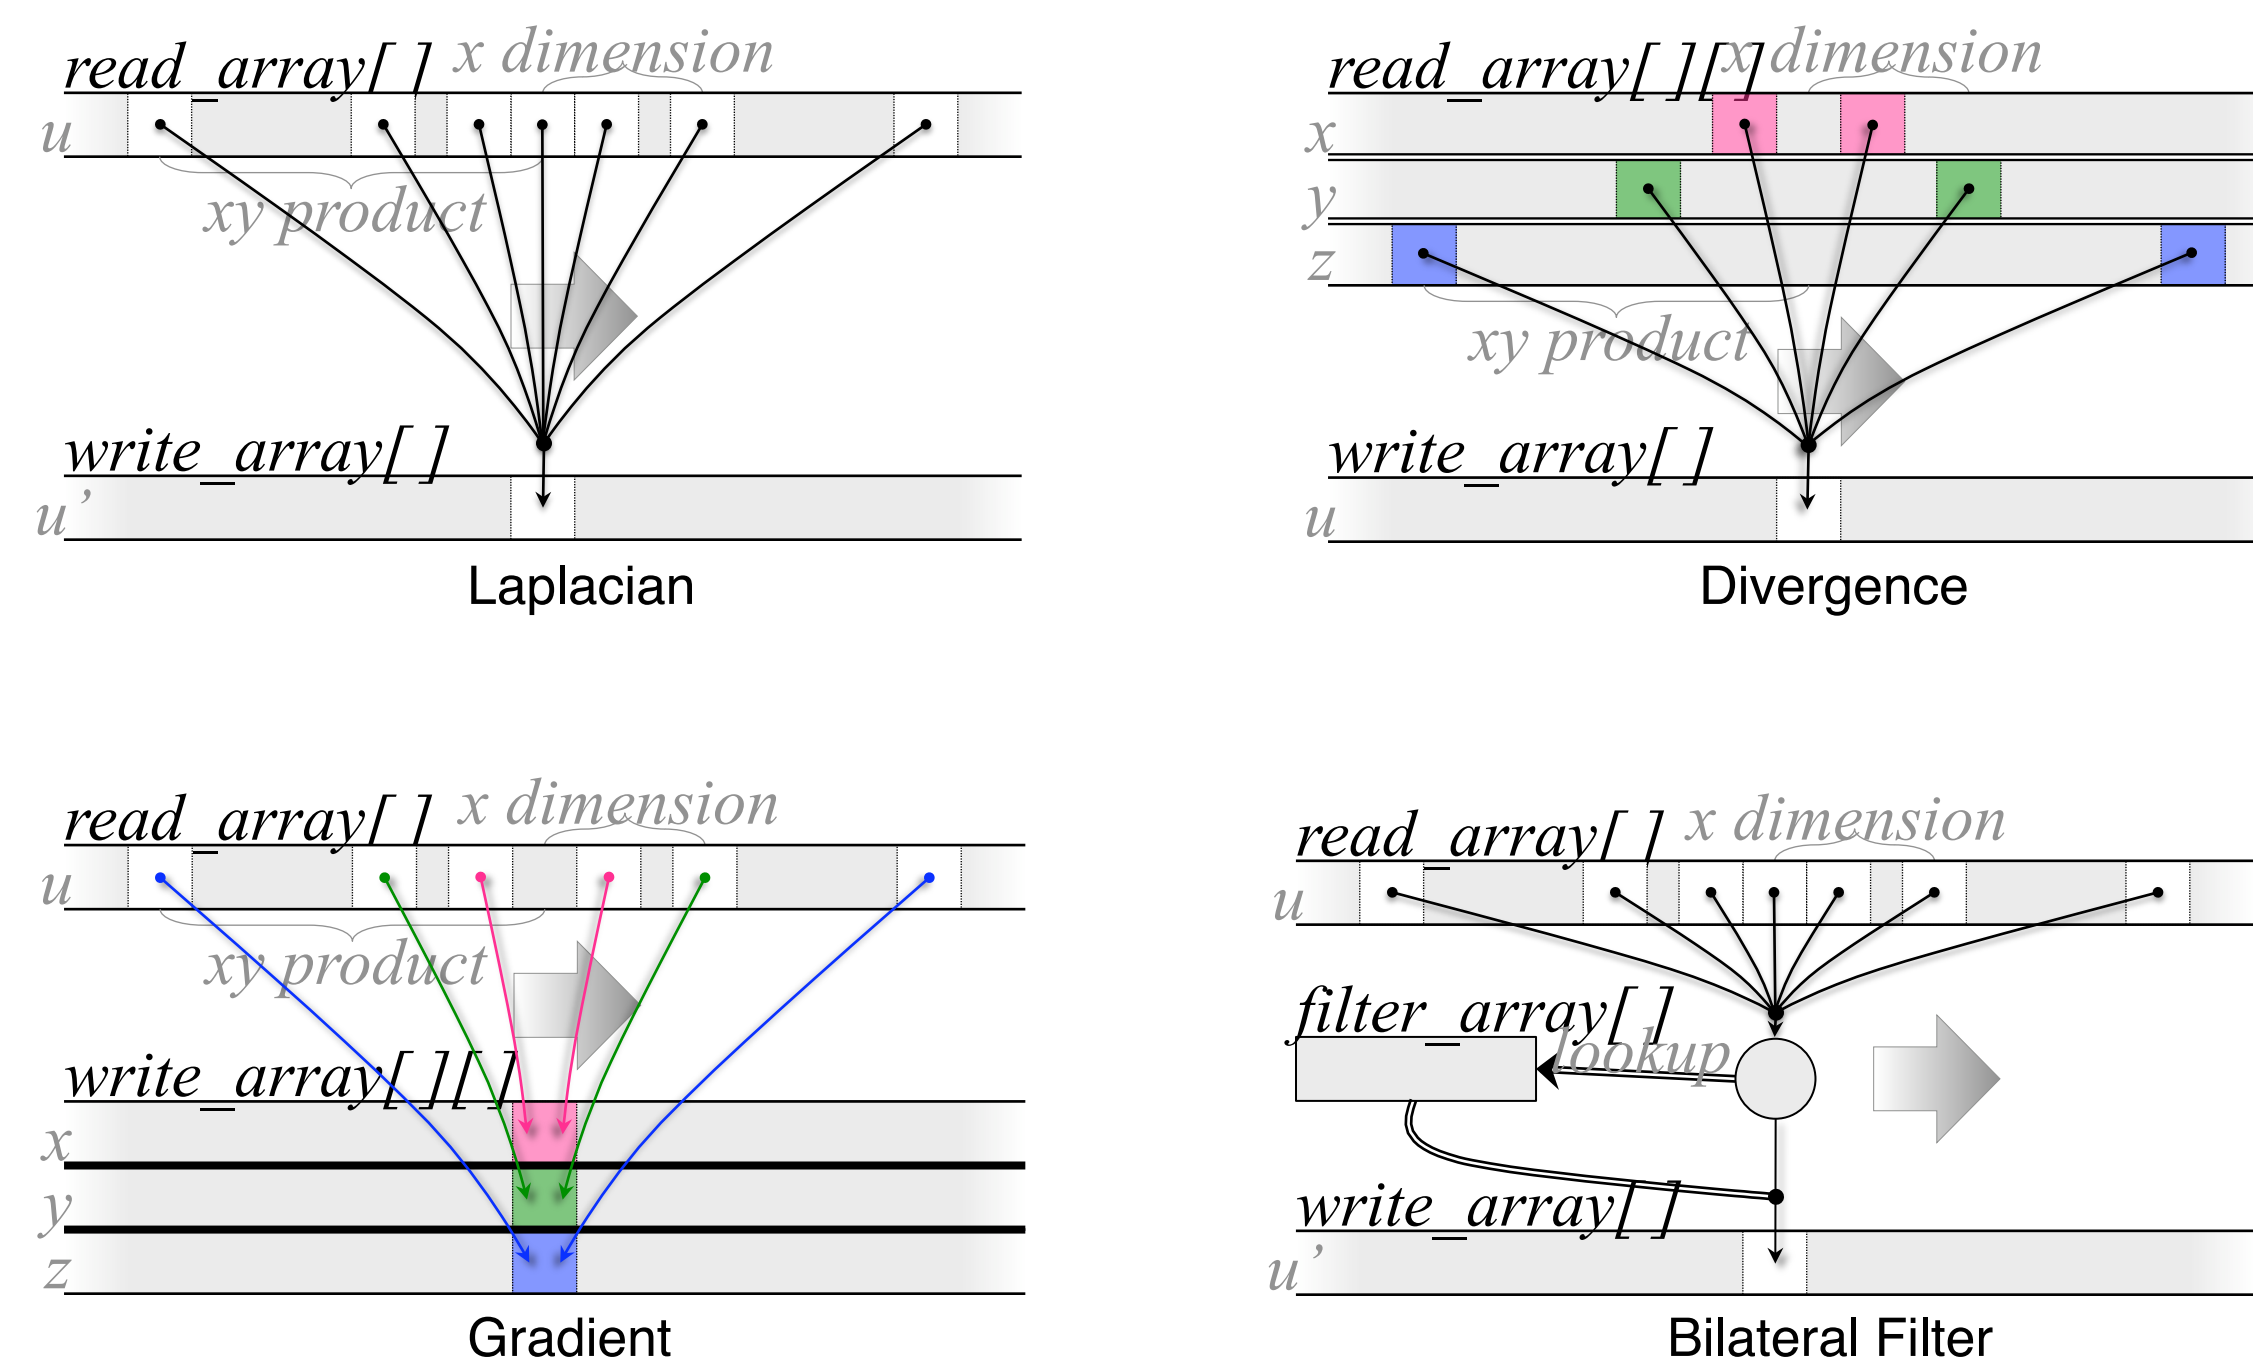 read_array[ ] x dimension
u
xy product
write_array[ ]
u’
Laplacian
read_array[ ][ ] x dimension
x
y
z
xy product
write_array[ ]
u
Divergence
read_array[ ] x dimension
u
xy product
write_array[ ][ ]
x
y
z
Gradient
read_array[ ] x dimension
u
filter_array[ ]
lookup
write_array[ ]
u’
Bilateral Filter